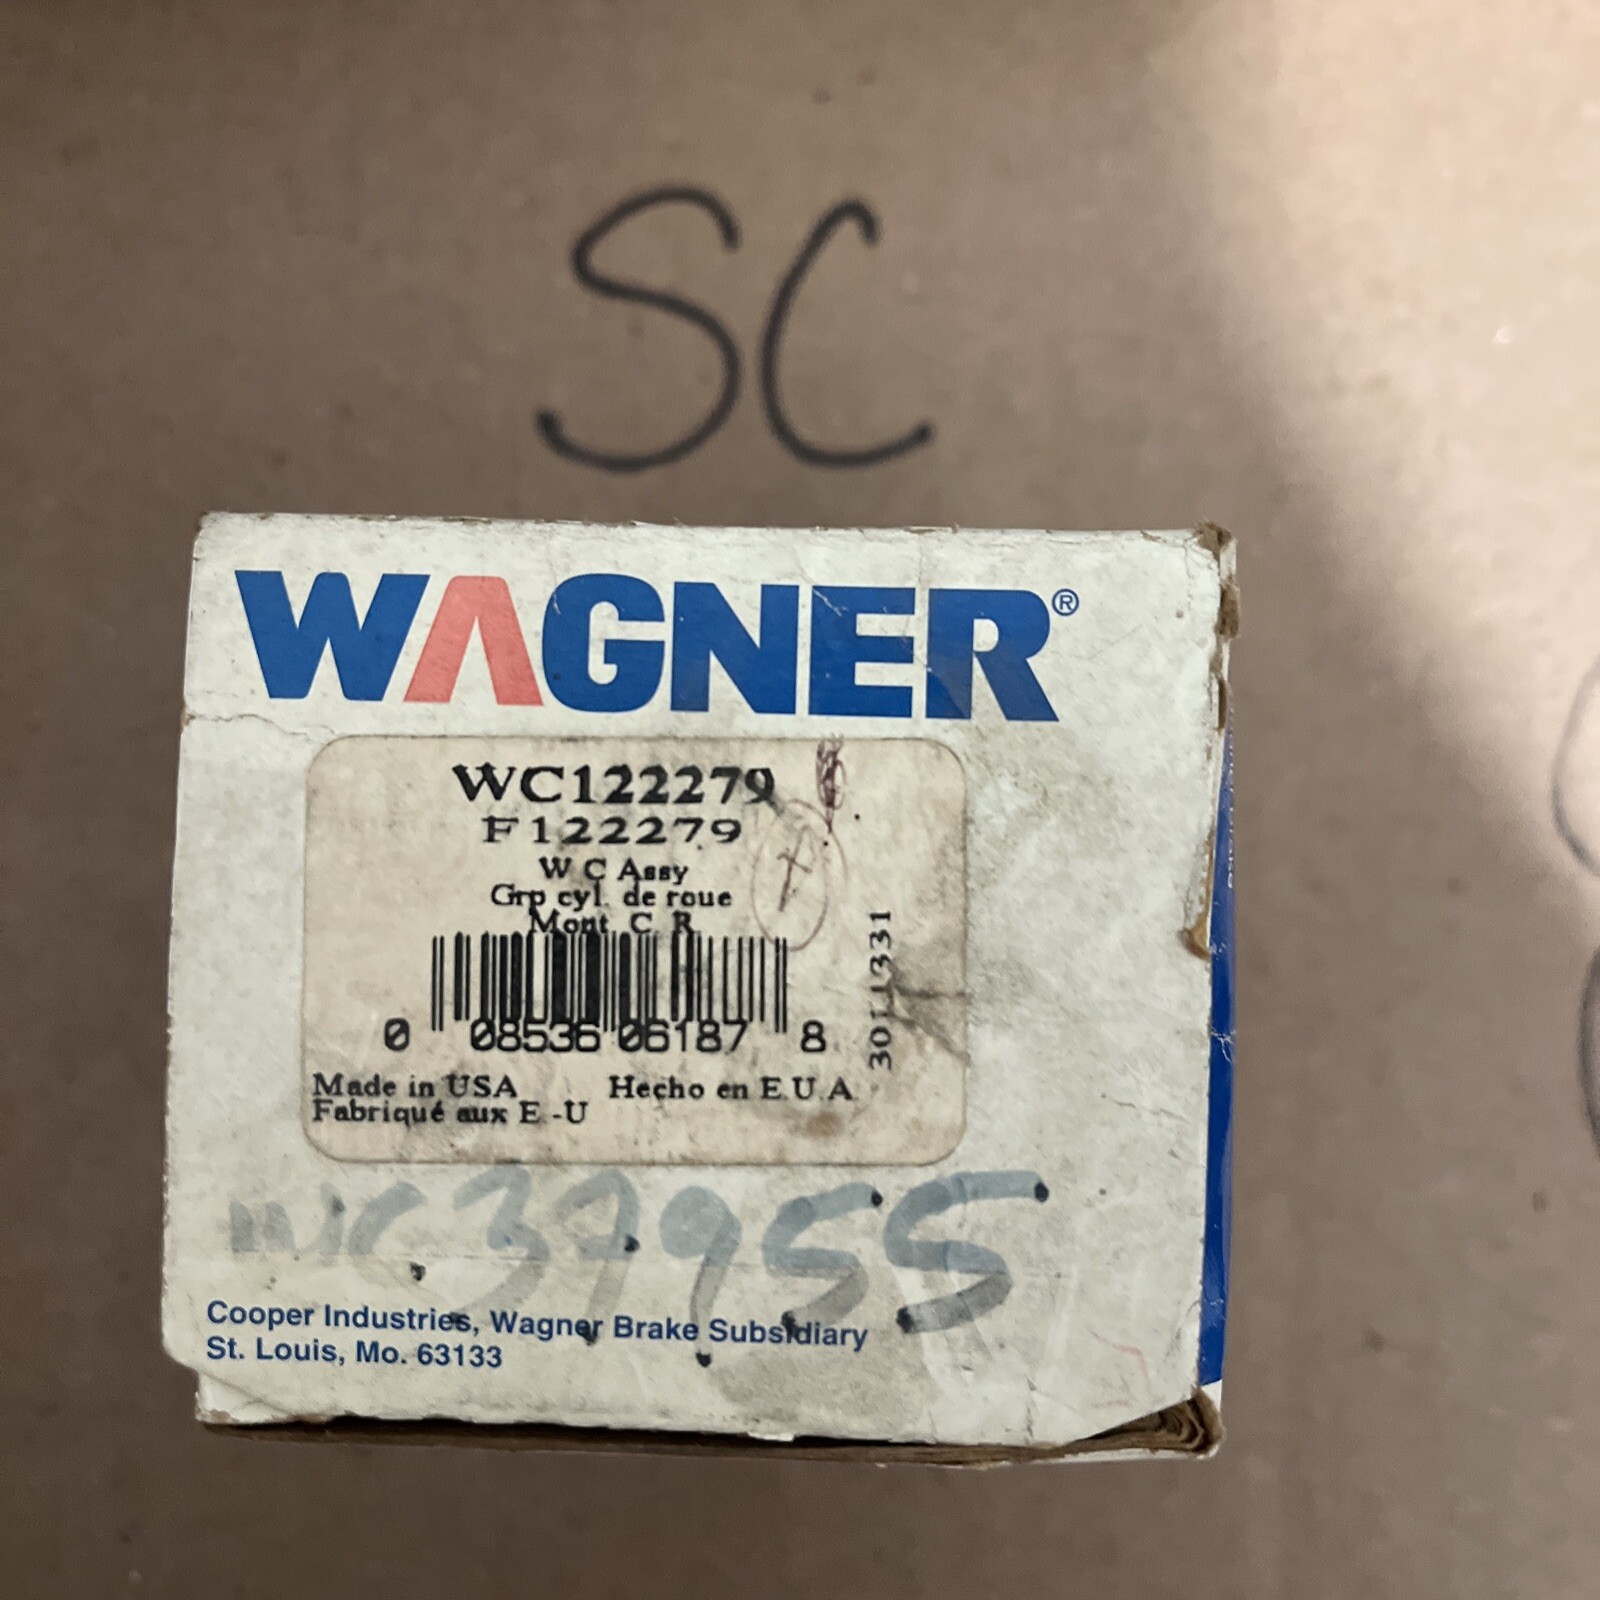 SC
WAGNER®
WC122279
F122279
W C Assy
Grp cyl. de roue
Mont C R
0 08536 06187 8
3011331
Made in USA Hecho en E.U.A.
Fabriqué aux E.-U
WC37955
Cooper Industries, Wagner Brake Subsidiary
St. Louis, Mo. 63133